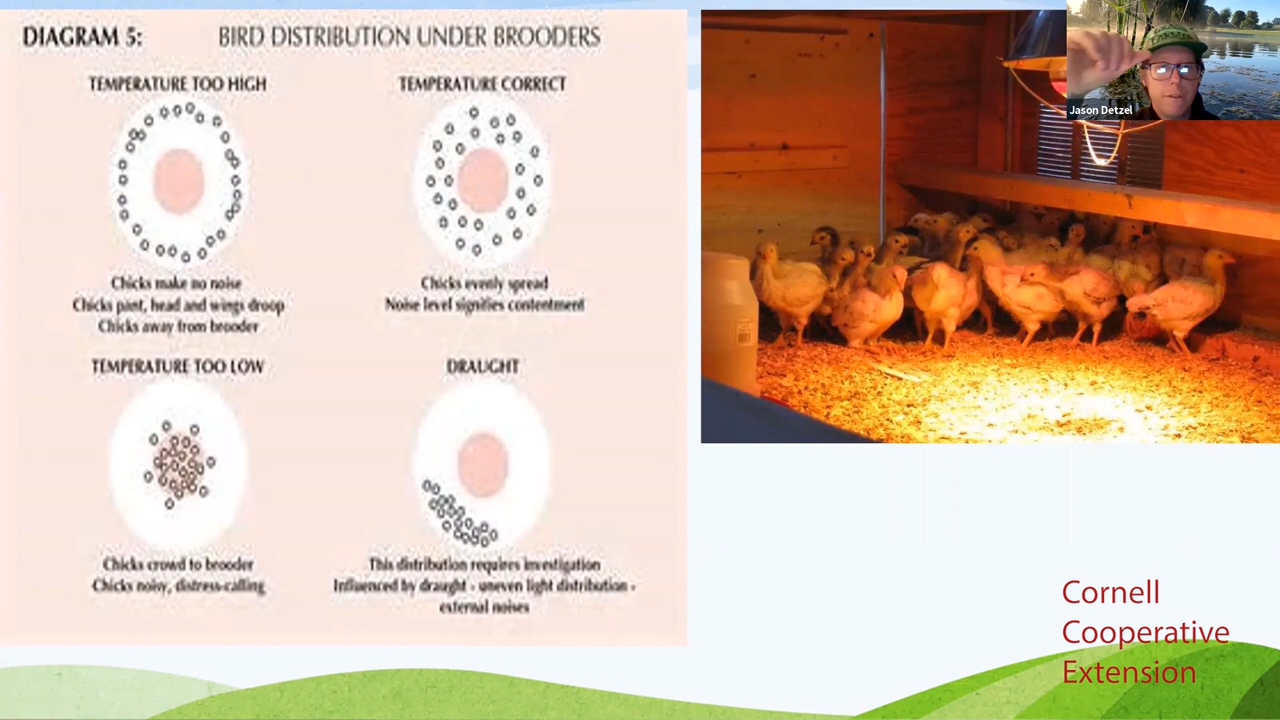 DIAGRAM 5: BIRD DISTRIBUTION UNDER BROODERS
TEMPERATURE TOO HIGH
Chicks make no noise
Chicks pant, head and wings droop
Chicks away from brooder
TEMPERATURE CORRECT
Chicks evenly spread
Noise level signifies contentment
TEMPERATURE TOO LOW
Chicks crowd to brooder
Chicks noisy, distress-calling
DRAUGHT
This distribution requires investigation
Influenced by draught - uneven light distribution -
external noises
Jason Detzel
Cornell
Cooperative
Extension